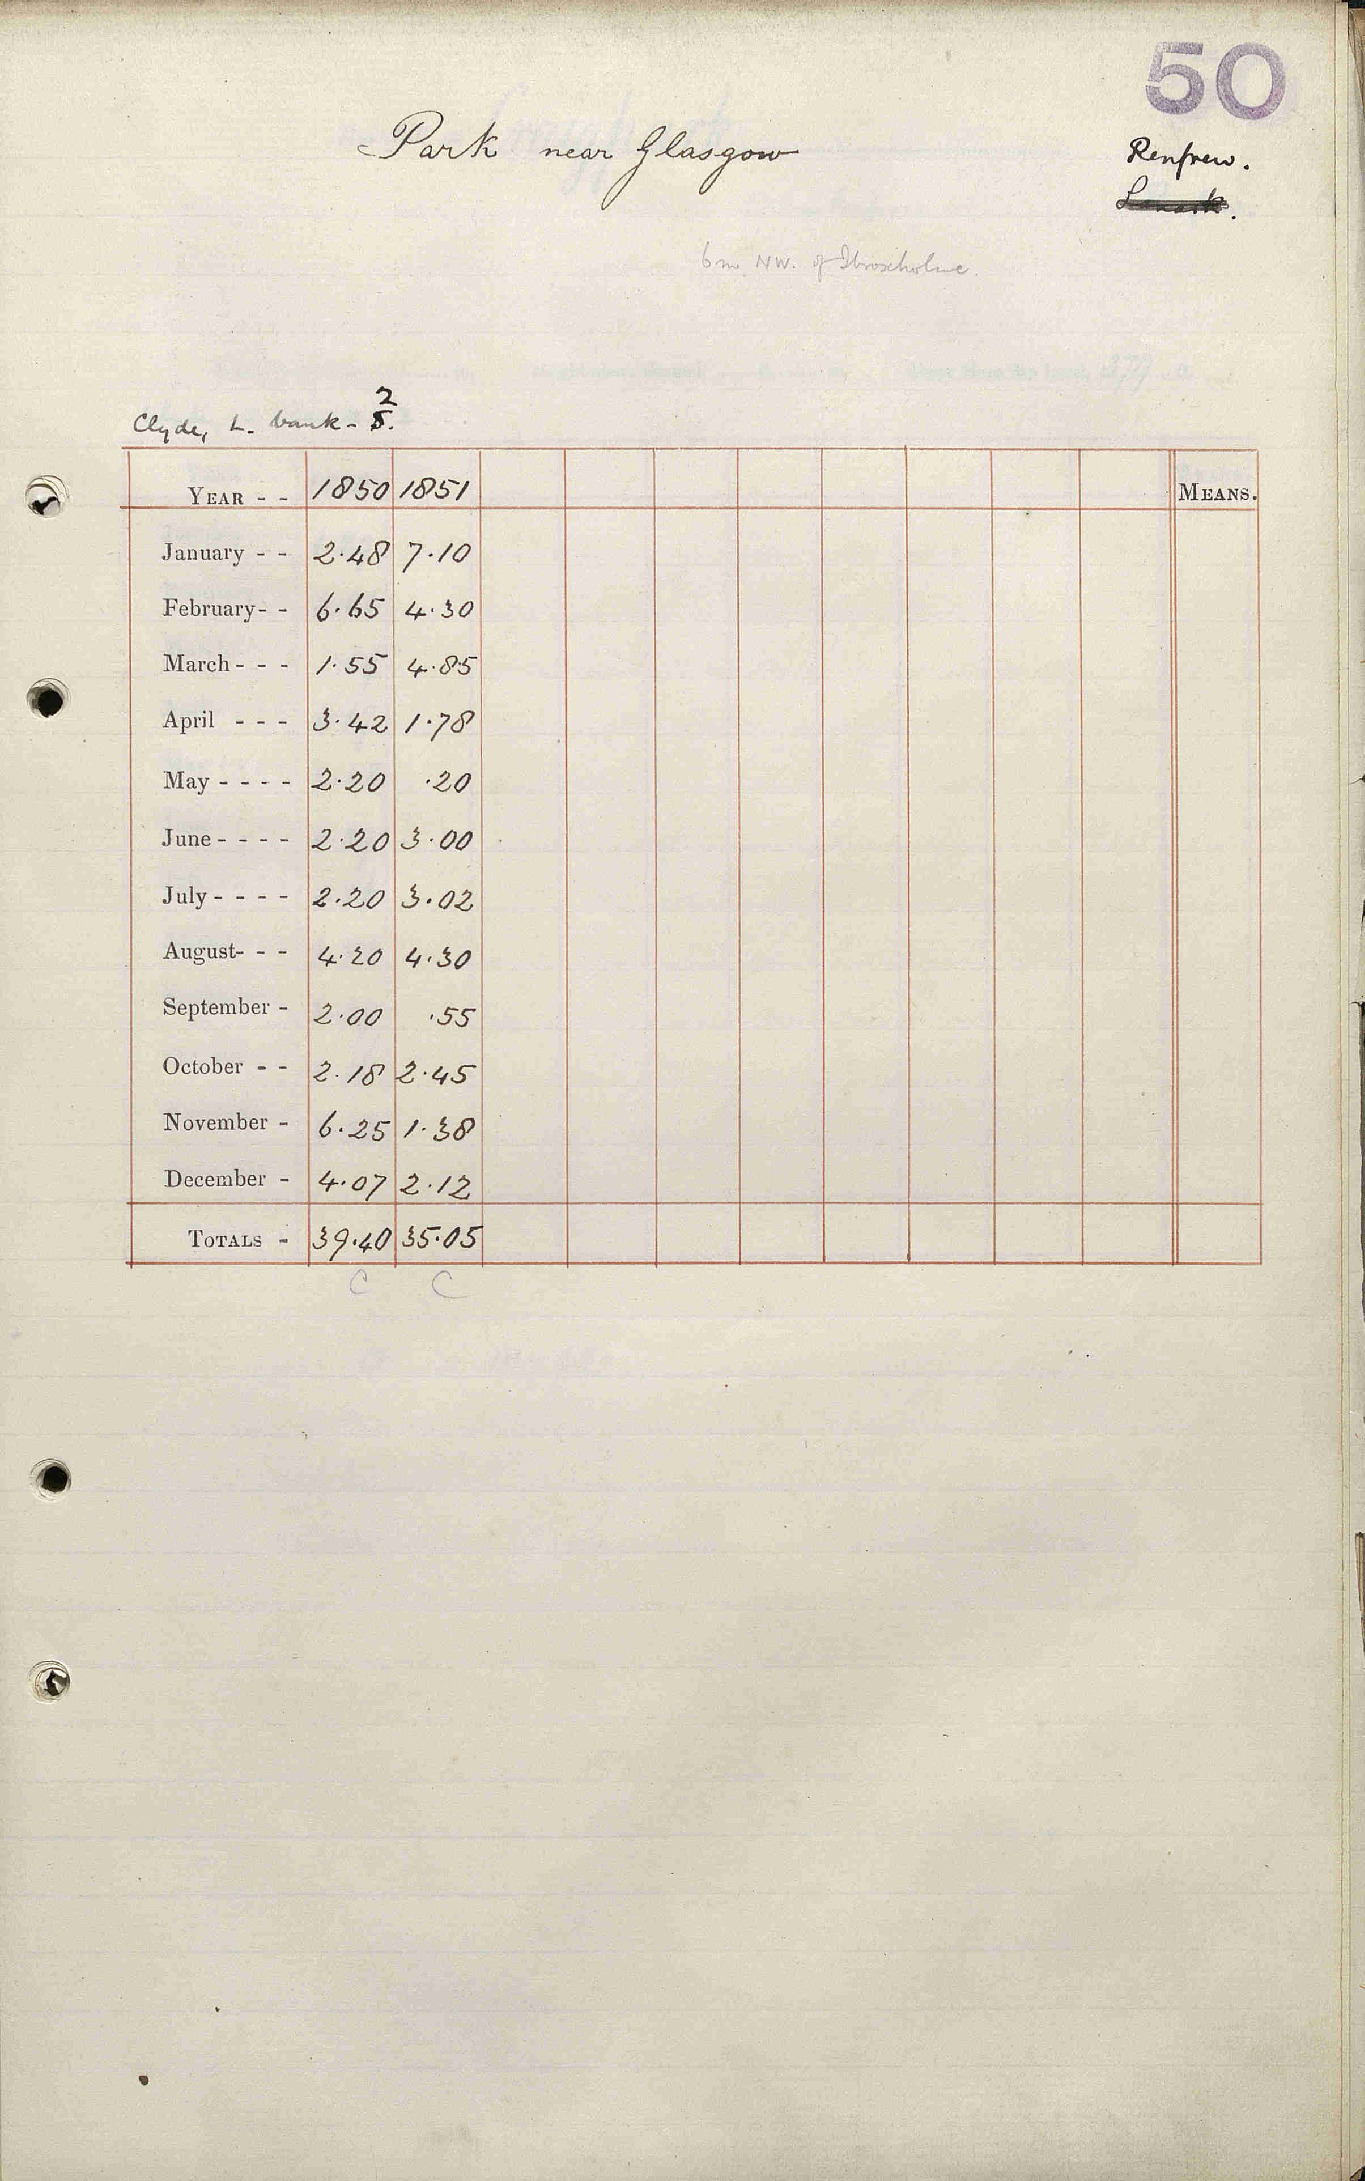 50
Park near Glasgow
Renfrew.
Lanark.
6 m. NW. of Ibroxholme.
2
Clyde, L. bank - 5.
YEAR - - 1850 1851 MEANS.
January - - 2·48 7·10
February- - 6·65 4·30
March- - - 1·55 4·85
April - - - 3·42 1·78
May - - - - 2·20 ·20
June- - - - 2·20 3·00
July- - - - 2·20 3·02
August- - - 4·20 4·30
September - 2·00 ·55
October - - 2·18 2·45
November - 6·25 1·38
December - 4·07 2·12
TOTALS - 39·40 35·05
C C